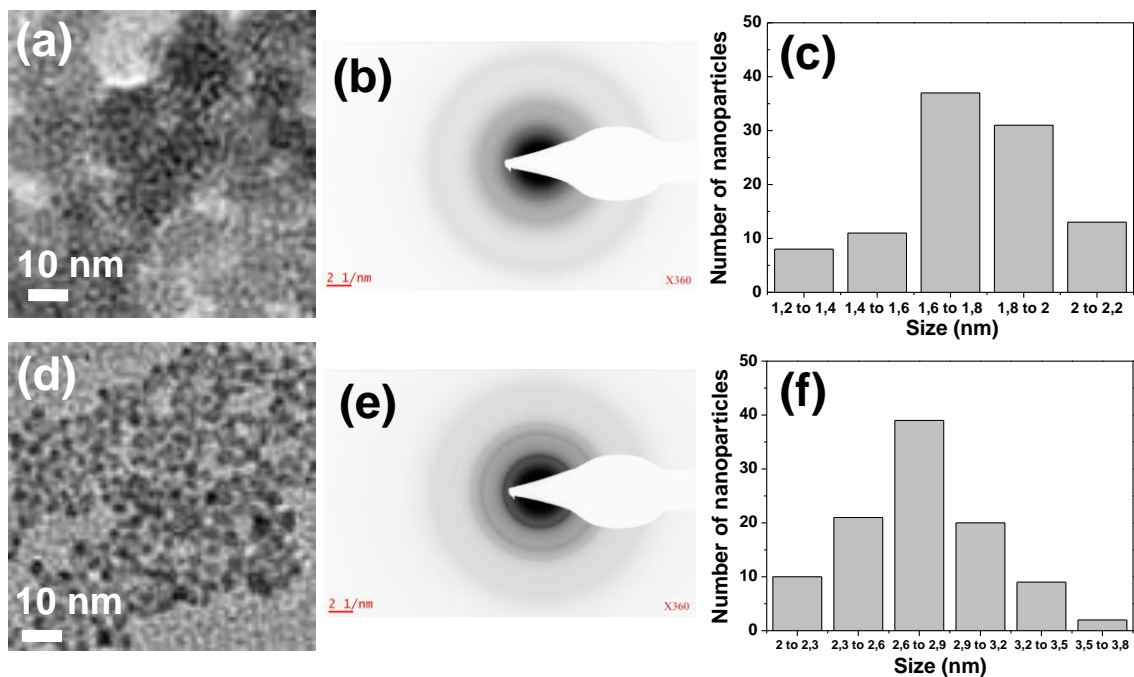 (a)
10 nm
(b)
2 1/nm
X360
(c)
Number of nanoparticles
50
40
30
20
10
0
1,2 to 1,4 1,4 to 1,6 1,6 to 1,8 1,8 to 2 2 to 2,2
Size (nm)
(d)
10 nm
(e)
2 1/nm
X360
(f)
Number of nanoparticles
50
40
30
20
10
0
2 to 2,3 2,3 to 2,6 2,6 to 2,9 2,9 to 3,2 3,2 to 3,5 3,5 to 3,8
Size (nm)